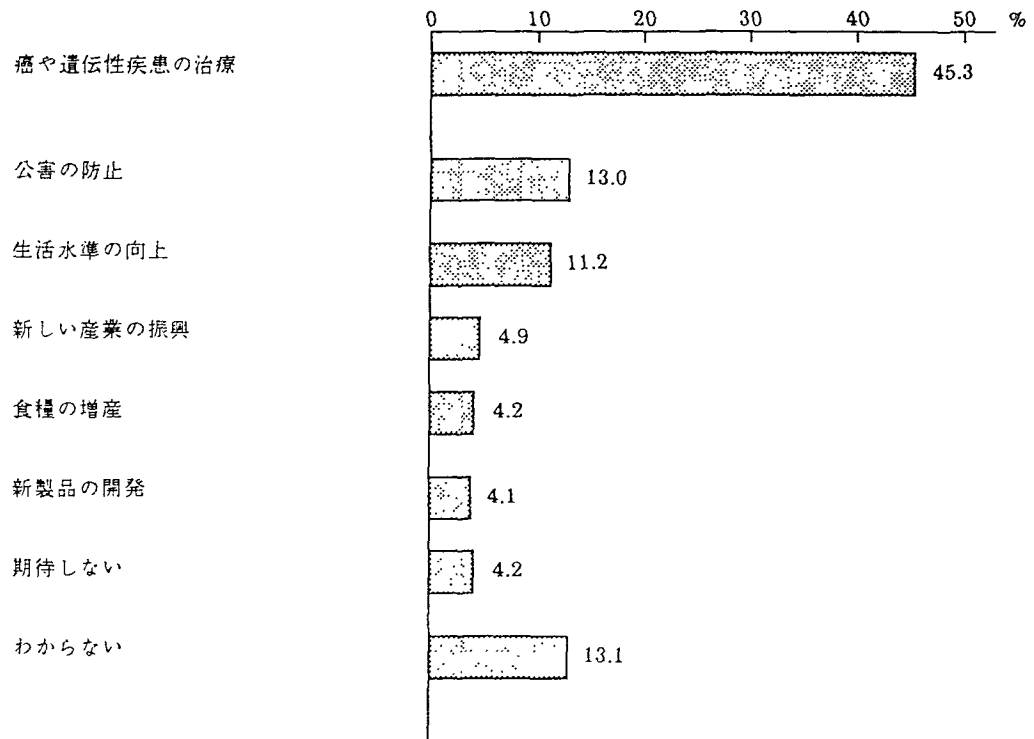 0 10 20 30 40 50 %
癌や遺伝性疾患の治療 45.3
公害の防止 13.0
生活水準の向上 11.2
新しい産業の振興 4.9
食糧の増産 4.2
新製品の開発 4.1
期待しない 4.2
わからない 13.1